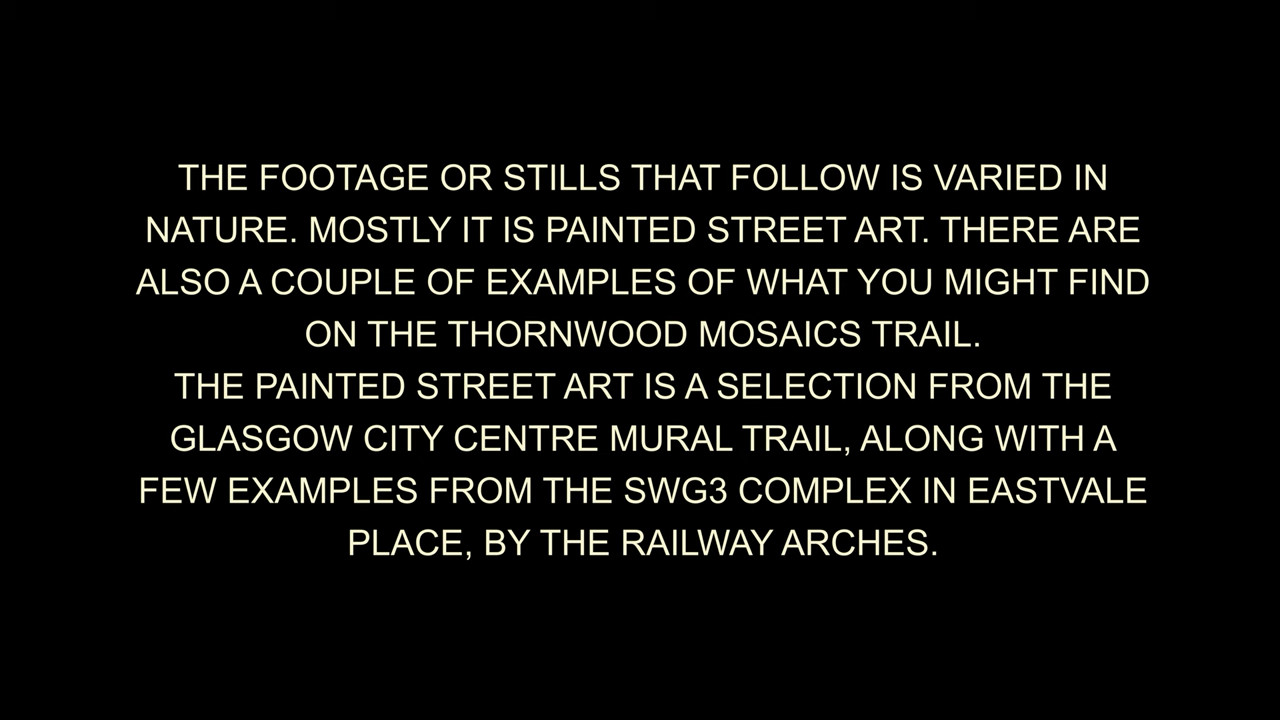 THE FOOTAGE OR STILLS THAT FOLLOW IS VARIED IN
NATURE. MOSTLY IT IS PAINTED STREET ART. THERE ARE
ALSO A COUPLE OF EXAMPLES OF WHAT YOU MIGHT FIND
ON THE THORNWOOD MOSAICS TRAIL.
THE PAINTED STREET ART IS A SELECTION FROM THE
GLASGOW CITY CENTRE MURAL TRAIL, ALONG WITH A
FEW EXAMPLES FROM THE SWG3 COMPLEX IN EASTVALE
PLACE, BY THE RAILWAY ARCHES.